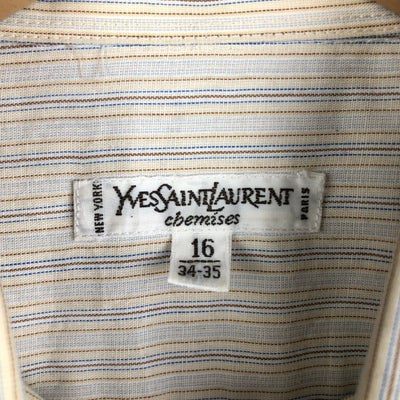 NEW YORK
YVESSAINTLAURENT
chemises
PARIS
16
34-35